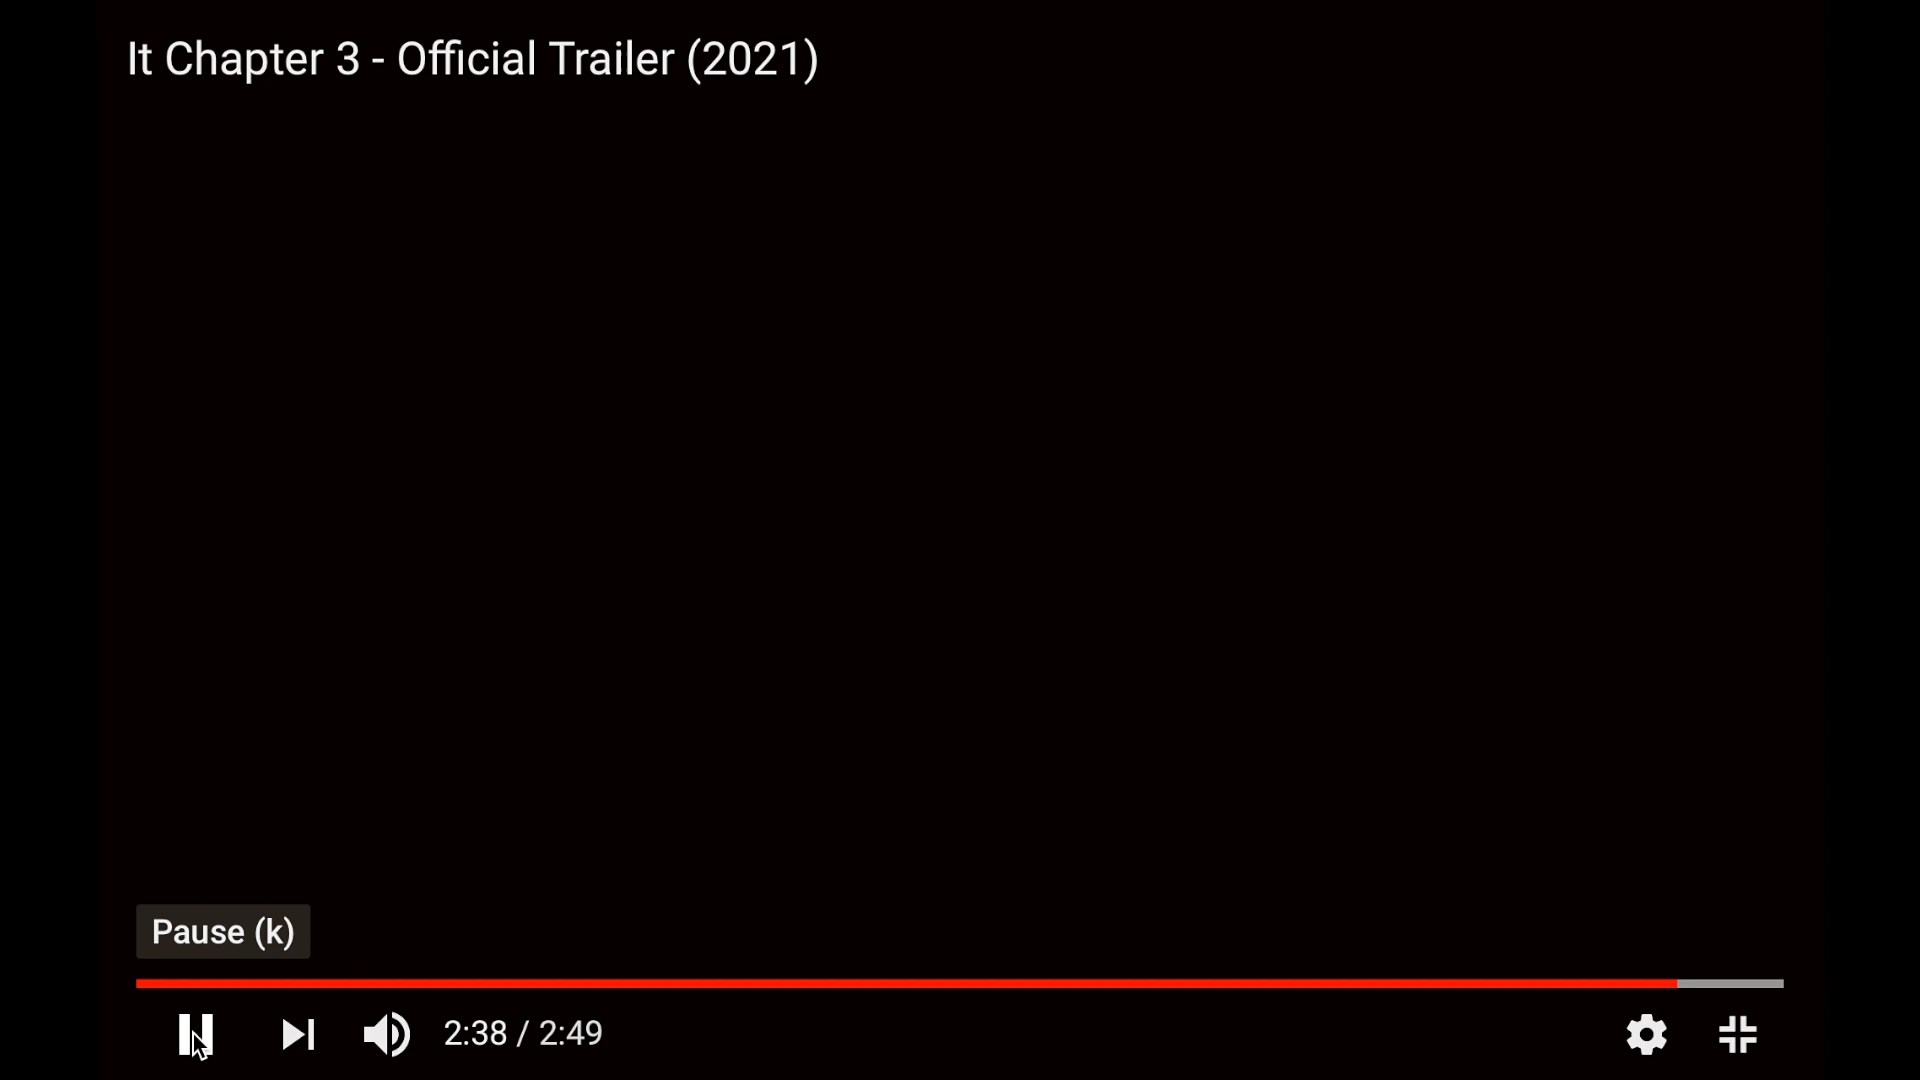 It Chapter 3 - Official Trailer (2021)
Pause (k)
2:38 / 2:49